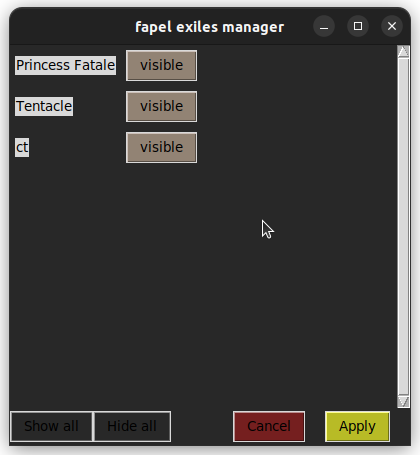 fapel exiles manager
Princess Fatale visible
Tentacle visible
ct visible
Show all Hide all Cancel Apply